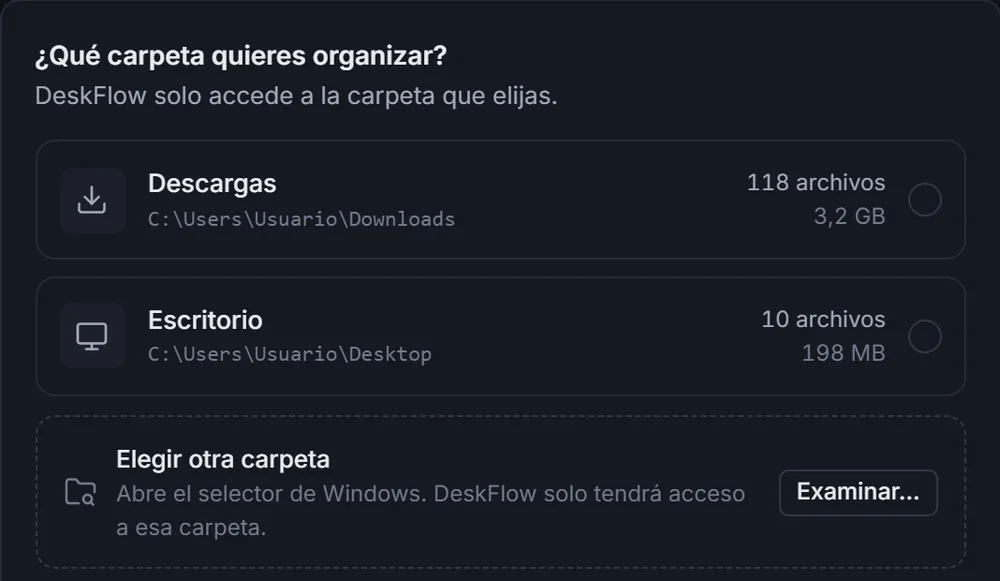 ¿Qué carpeta quieres organizar?
DeskFlow solo accede a la carpeta que elijas.
Descargas
118 archivos
C:\Users\Usuario\Downloads
3,2 GB
Escritorio
10 archivos
C:\Users\Usuario\Desktop
198 MB
Elegir otra carpeta
Abre el selector de Windows. DeskFlow solo tendrá acceso
a esa carpeta.
Examinar...